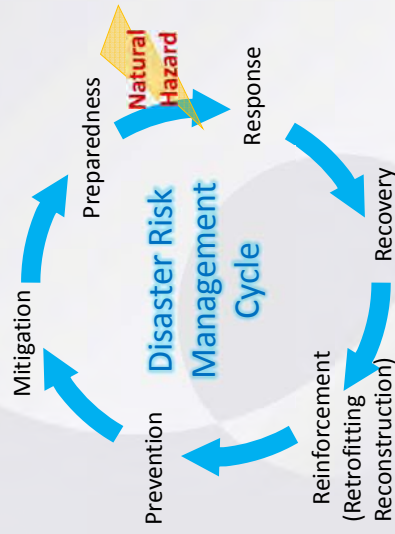 Mitigation
Preparedness
Natural
Hazard
Response
Recovery
Reinforcement
(Retrofitting
Reconstruction)
Prevention
Disaster Risk
Management
Cycle